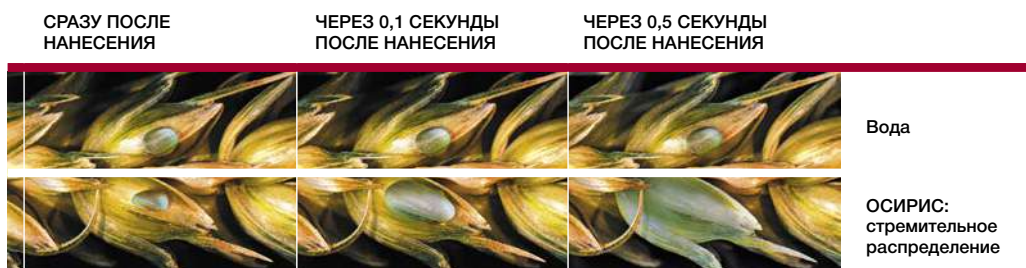 СРАЗУ ПОСЛЕ
НАНЕСЕНИЯ
ЧЕРЕЗ 0,1 СЕКУНДЫ
ПОСЛЕ НАНЕСЕНИЯ
ЧЕРЕЗ 0,5 СЕКУНДЫ
ПОСЛЕ НАНЕСЕНИЯ
Вода
ОСИРИС:
стремительное
распределение